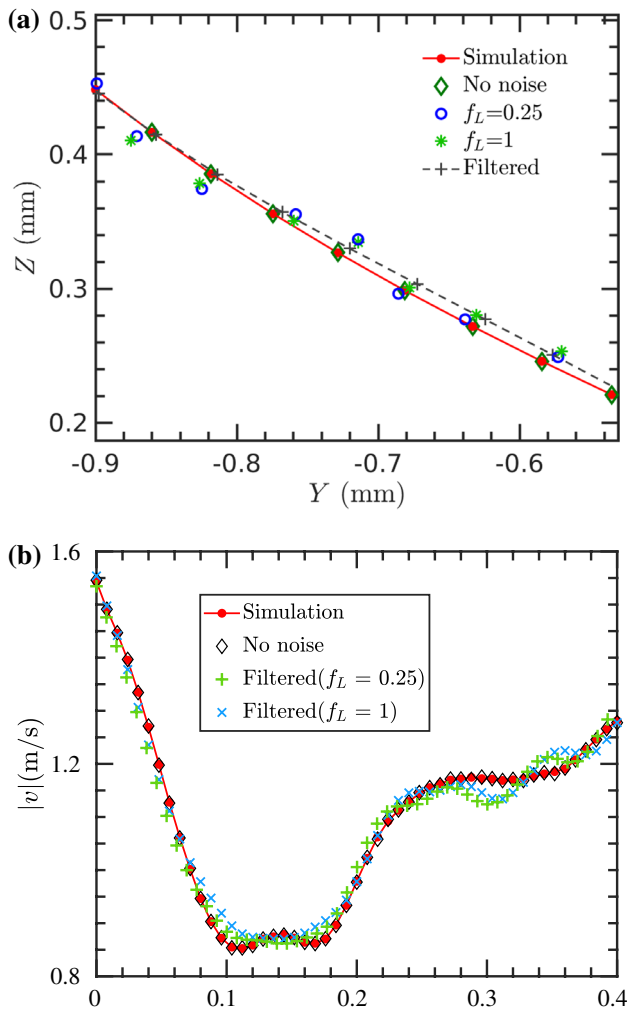 (a)
0.5
0.4
0.3
0.2
Z (mm)
Simulation
No noise
f_L=0.25
f_L=1
Filtered
-0.9
-0.8
-0.7
-0.6
Y (mm)
(b)
1.6
1.2
0.8
|v|(m/s)
Simulation
No noise
Filtered(f_L = 0.25)
Filtered(f_L = 1)
0
0.1
0.2
0.3
0.4